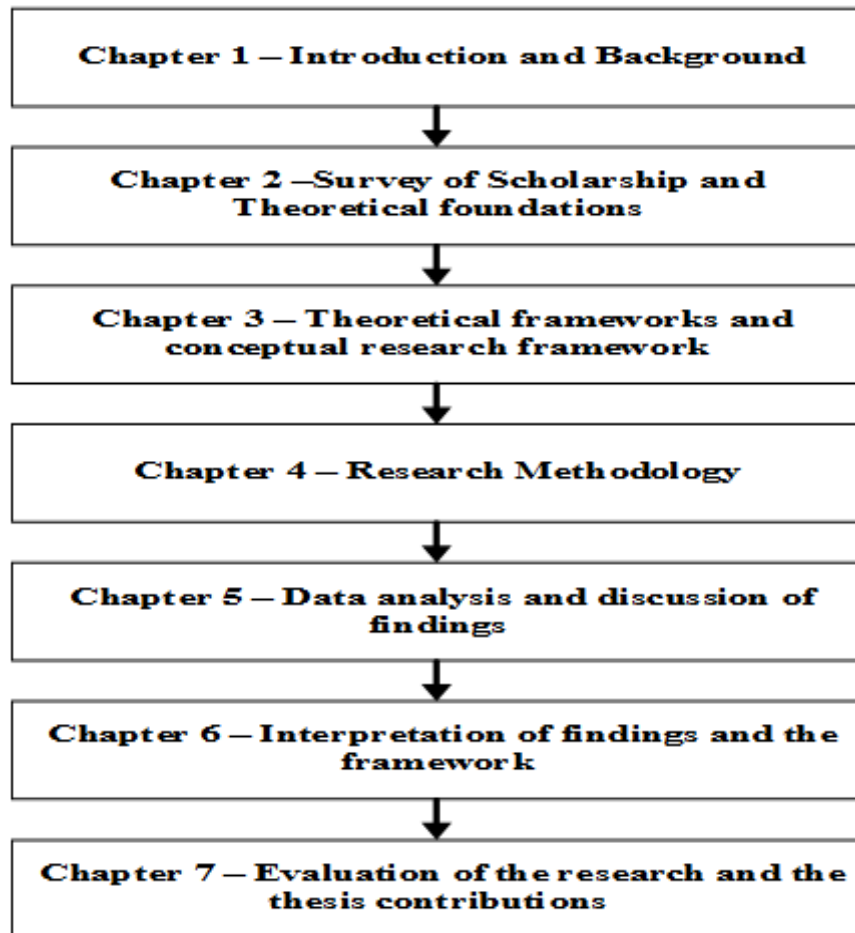 Chapter 1 – Introduction and Background
Chapter 2 –Survey of Scholarship and
Theoretical foundations
Chapter 3 – Theoretical frameworks and
conceptual research framework
Chapter 4 – Research Methodology
Chapter 5 – Data analysis and discussion of
findings
Chapter 6 – Interpretation of findings and the
framework
Chapter 7 – Evaluation of the research and the
thesis contributions